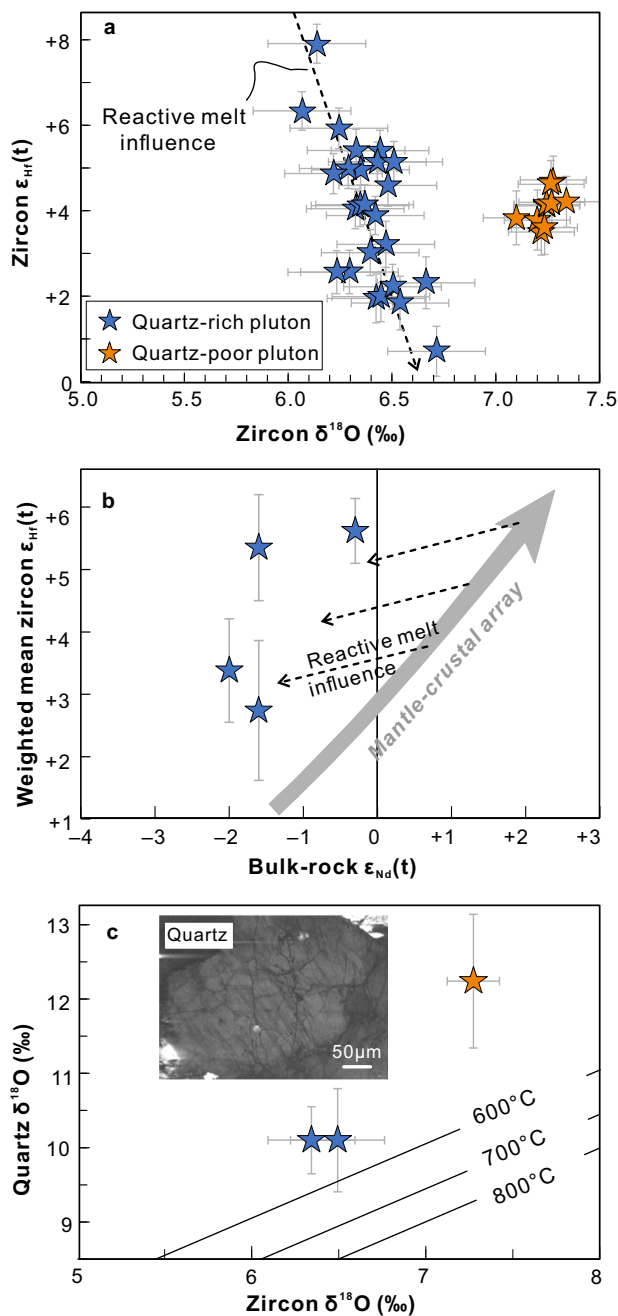 a
+8
+6
+4
+2
0
Zircon εHf(t)
Reactive melt
influence
Quartz-rich pluton
Quartz-poor pluton
5.0 5.5 6.0 6.5 7.0 7.5
Zircon δ¹⁸O (‰)
b
+6
+5
+4
+3
+2
+1
Weighted mean zircon εHf(t)
Reactive melt
influence
Mantle-crustal array
–4 –3 –2 –1 0 +1 +2 +3
Bulk-rock εNd(t)
c
Quartz
50µm
13
12
11
10
9
Quartz δ¹⁸O (‰)
600°C
700°C
800°C
5 6 7 8
Zircon δ¹⁸O (‰)